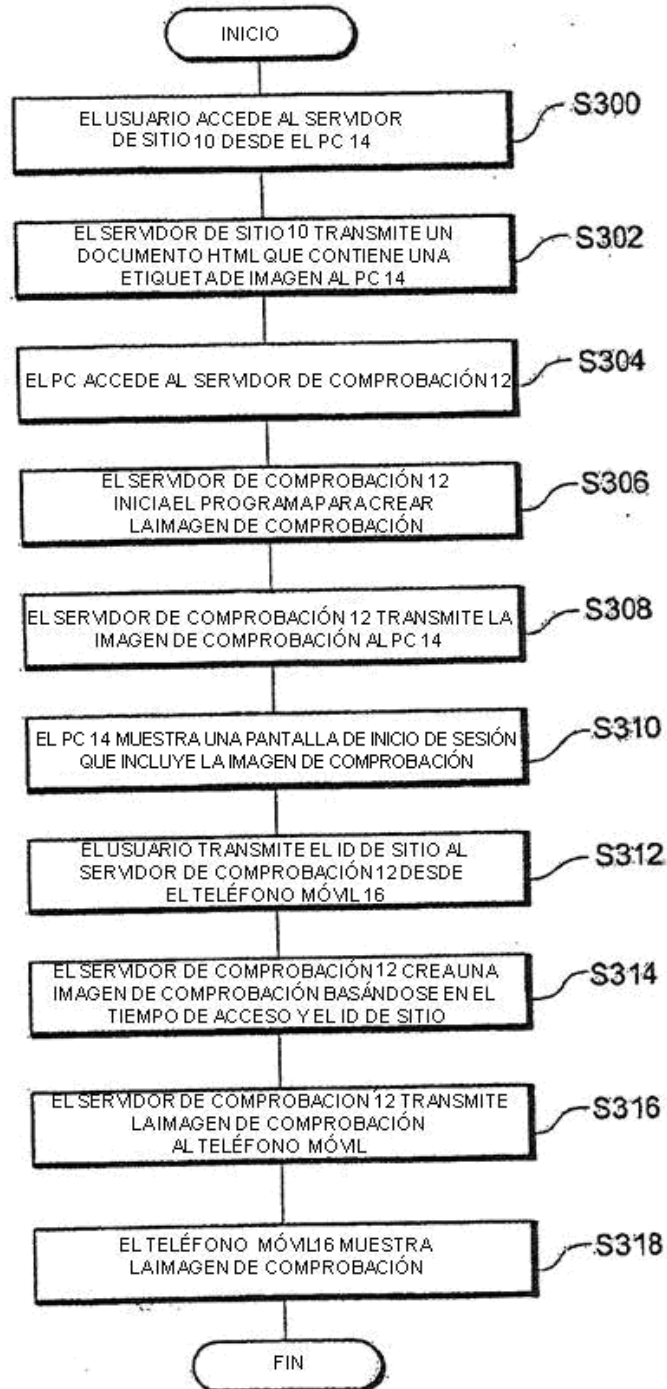 INICIO
EL USUARIO ACCEDE AL SERVIDOR
DE SITIO 10 DESDE EL PC 14
S300
EL SERVIDOR DE SITIO 10 TRANSMITE UN
DOCUMENTO HTML QUE CONTIENE UNA
ETIQUETA DE IMAGEN AL PC 14
S302
EL PC ACCEDE AL SERVIDOR DE COMPROBACIÓN 12
S304
EL SERVIDOR DE COMPROBACIÓN 12
INICIA EL PROGRAMA PARA CREAR
LA IMAGEN DE COMPROBACIÓN
S306
EL SERVIDOR DE COMPROBACIÓN 12 TRANSMITE LA
IMAGEN DE COMPROBACIÓN AL PC 14
S308
EL PC 14 MUESTRA UNA PANTALLA DE INICIO DE SESIÓN
QUE INCLUYE LA IMAGEN DE COMPROBACIÓN
S310
EL USUARIO TRANSMITE EL ID DE SITIO AL
SERVIDOR DE COMPROBACIÓN 12 DESDE
EL TELÉFONO MÓVIL 16
S312
EL SERVIDOR DE COMPROBACIÓN 12 CREA UNA
IMAGEN DE COMPROBACIÓN BASÁNDOSE EN EL
TIEMPO DE ACCESO Y EL ID DE SITIO
S314
EL SERVIDOR DE COMPROBACIÓN 12 TRANSMITE
LA IMAGEN DE COMPROBACIÓN
AL TELÉFONO MÓVIL
S316
EL TELÉFONO MÓVIL 16 MUESTRA
LA IMAGEN DE COMPROBACIÓN
S318
FIN